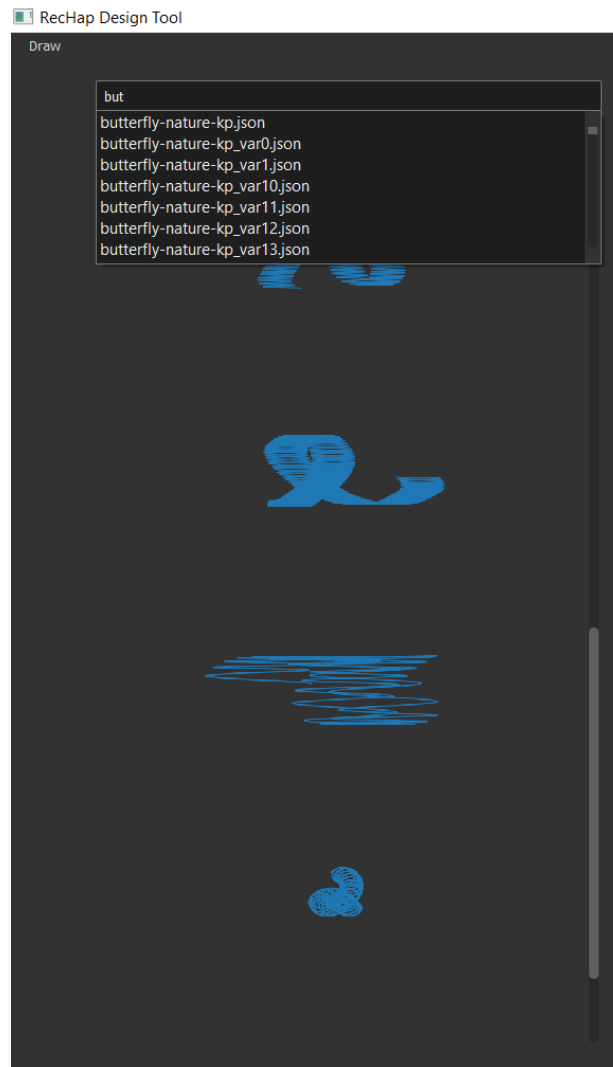 RecHap Design Tool
Draw
but
butterfly-nature-kp.json
butterfly-nature-kp_var0.json
butterfly-nature-kp_var1.json
butterfly-nature-kp_var10.json
butterfly-nature-kp_var11.json
butterfly-nature-kp_var12.json
butterfly-nature-kp_var13.json